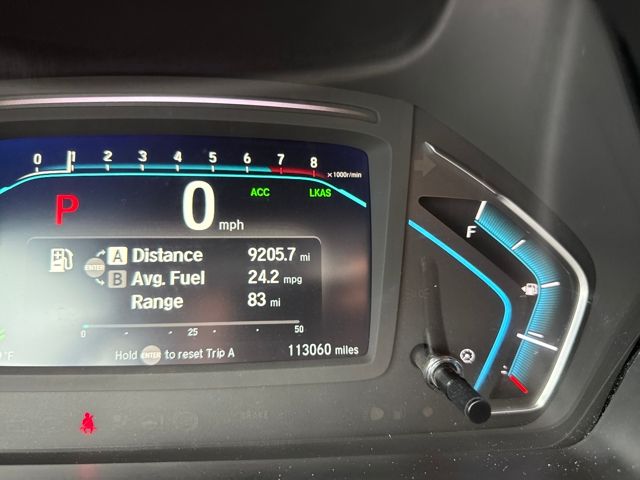 0 1 2 3 4 5 6 7 8
×1000r/min
ACC LKAS
P 0 mph
F
A Distance 9205.7 mi
ENTER
B Avg. Fuel 24.2 mpg
Range 83 mi
0 25 50
°F Hold ENTER to reset Trip A 113060 miles
BRAKE